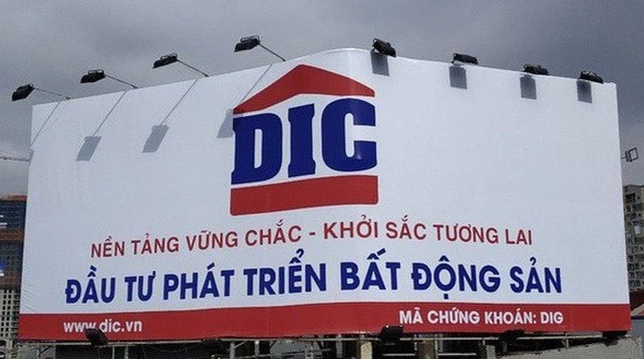 DIC
NỀN TẢNG VỮNG CHẮC - KHỞI SẮC TƯƠNG LAI
ĐẦU TƯ PHÁT TRIỂN BẤT ĐỘNG SẢN
www.dic.vn MÃ CHỨNG KHOÁN: DIG